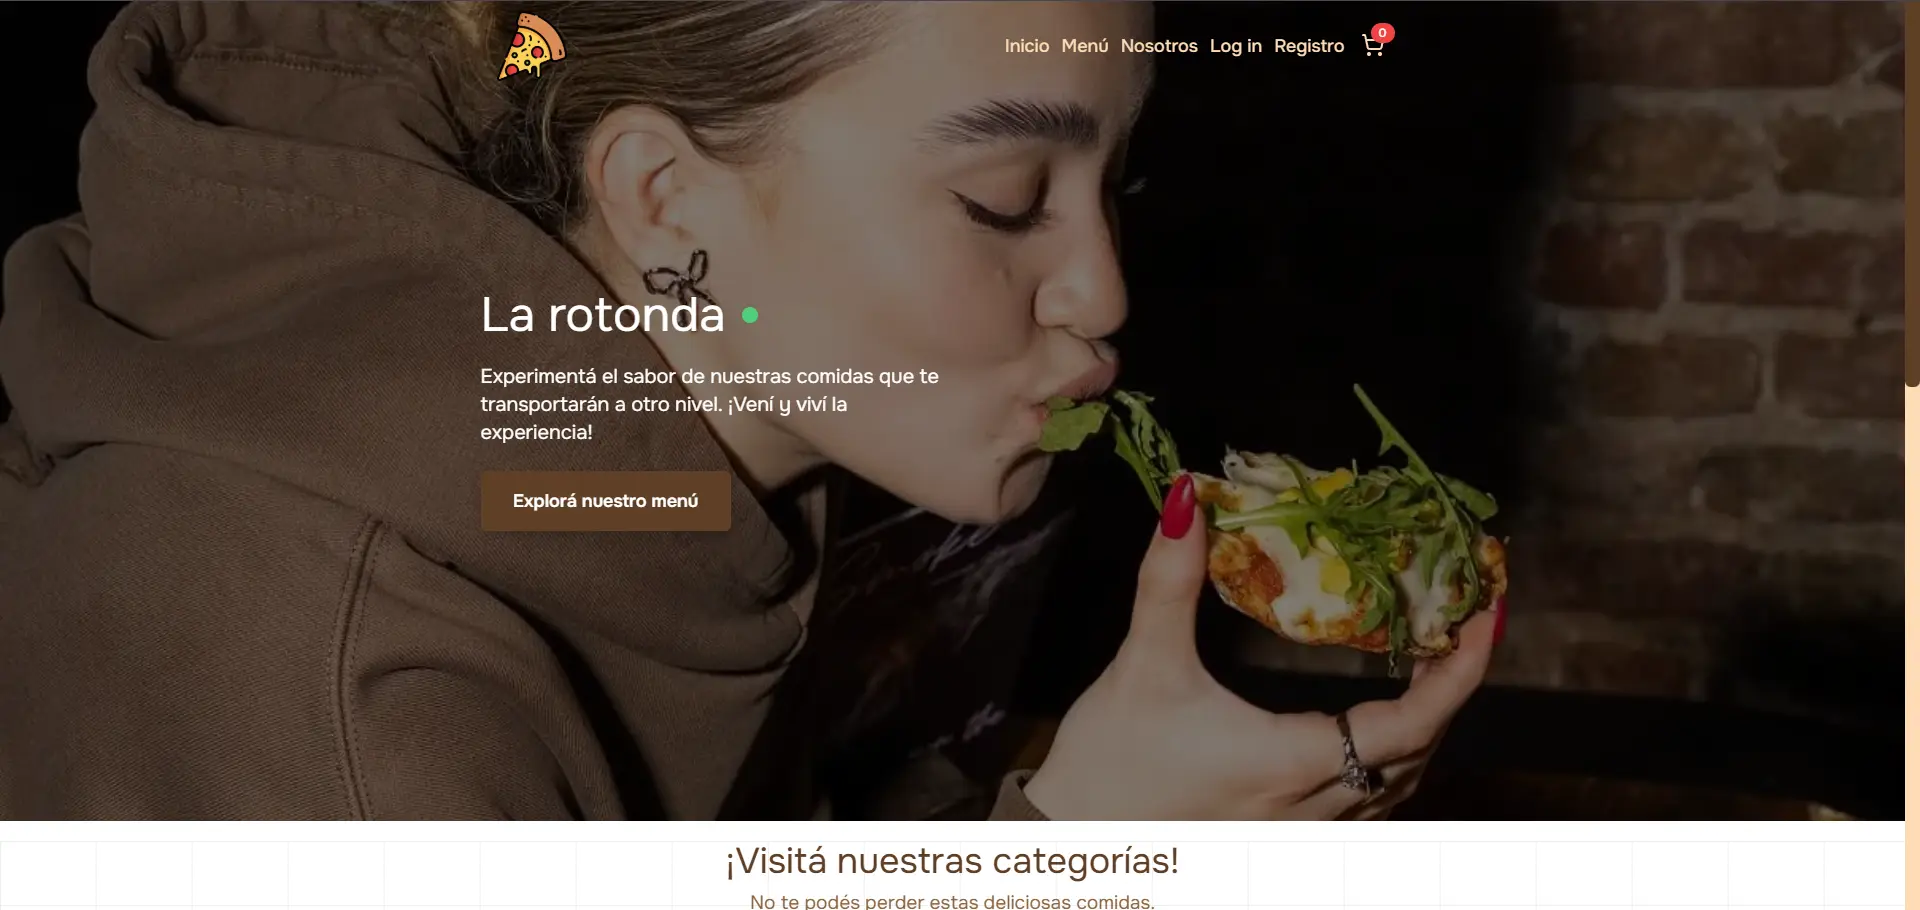 Inicio Menú Nosotros Log in Registro 0
La rotonda
Experimentá el sabor de nuestras comidas que te
transportarán a otro nivel. ¡Vení y viví la
experiencia!
Explorá nuestro menú
¡Visitá nuestras categorías!
No te podés perder estas deliciosas comidas.